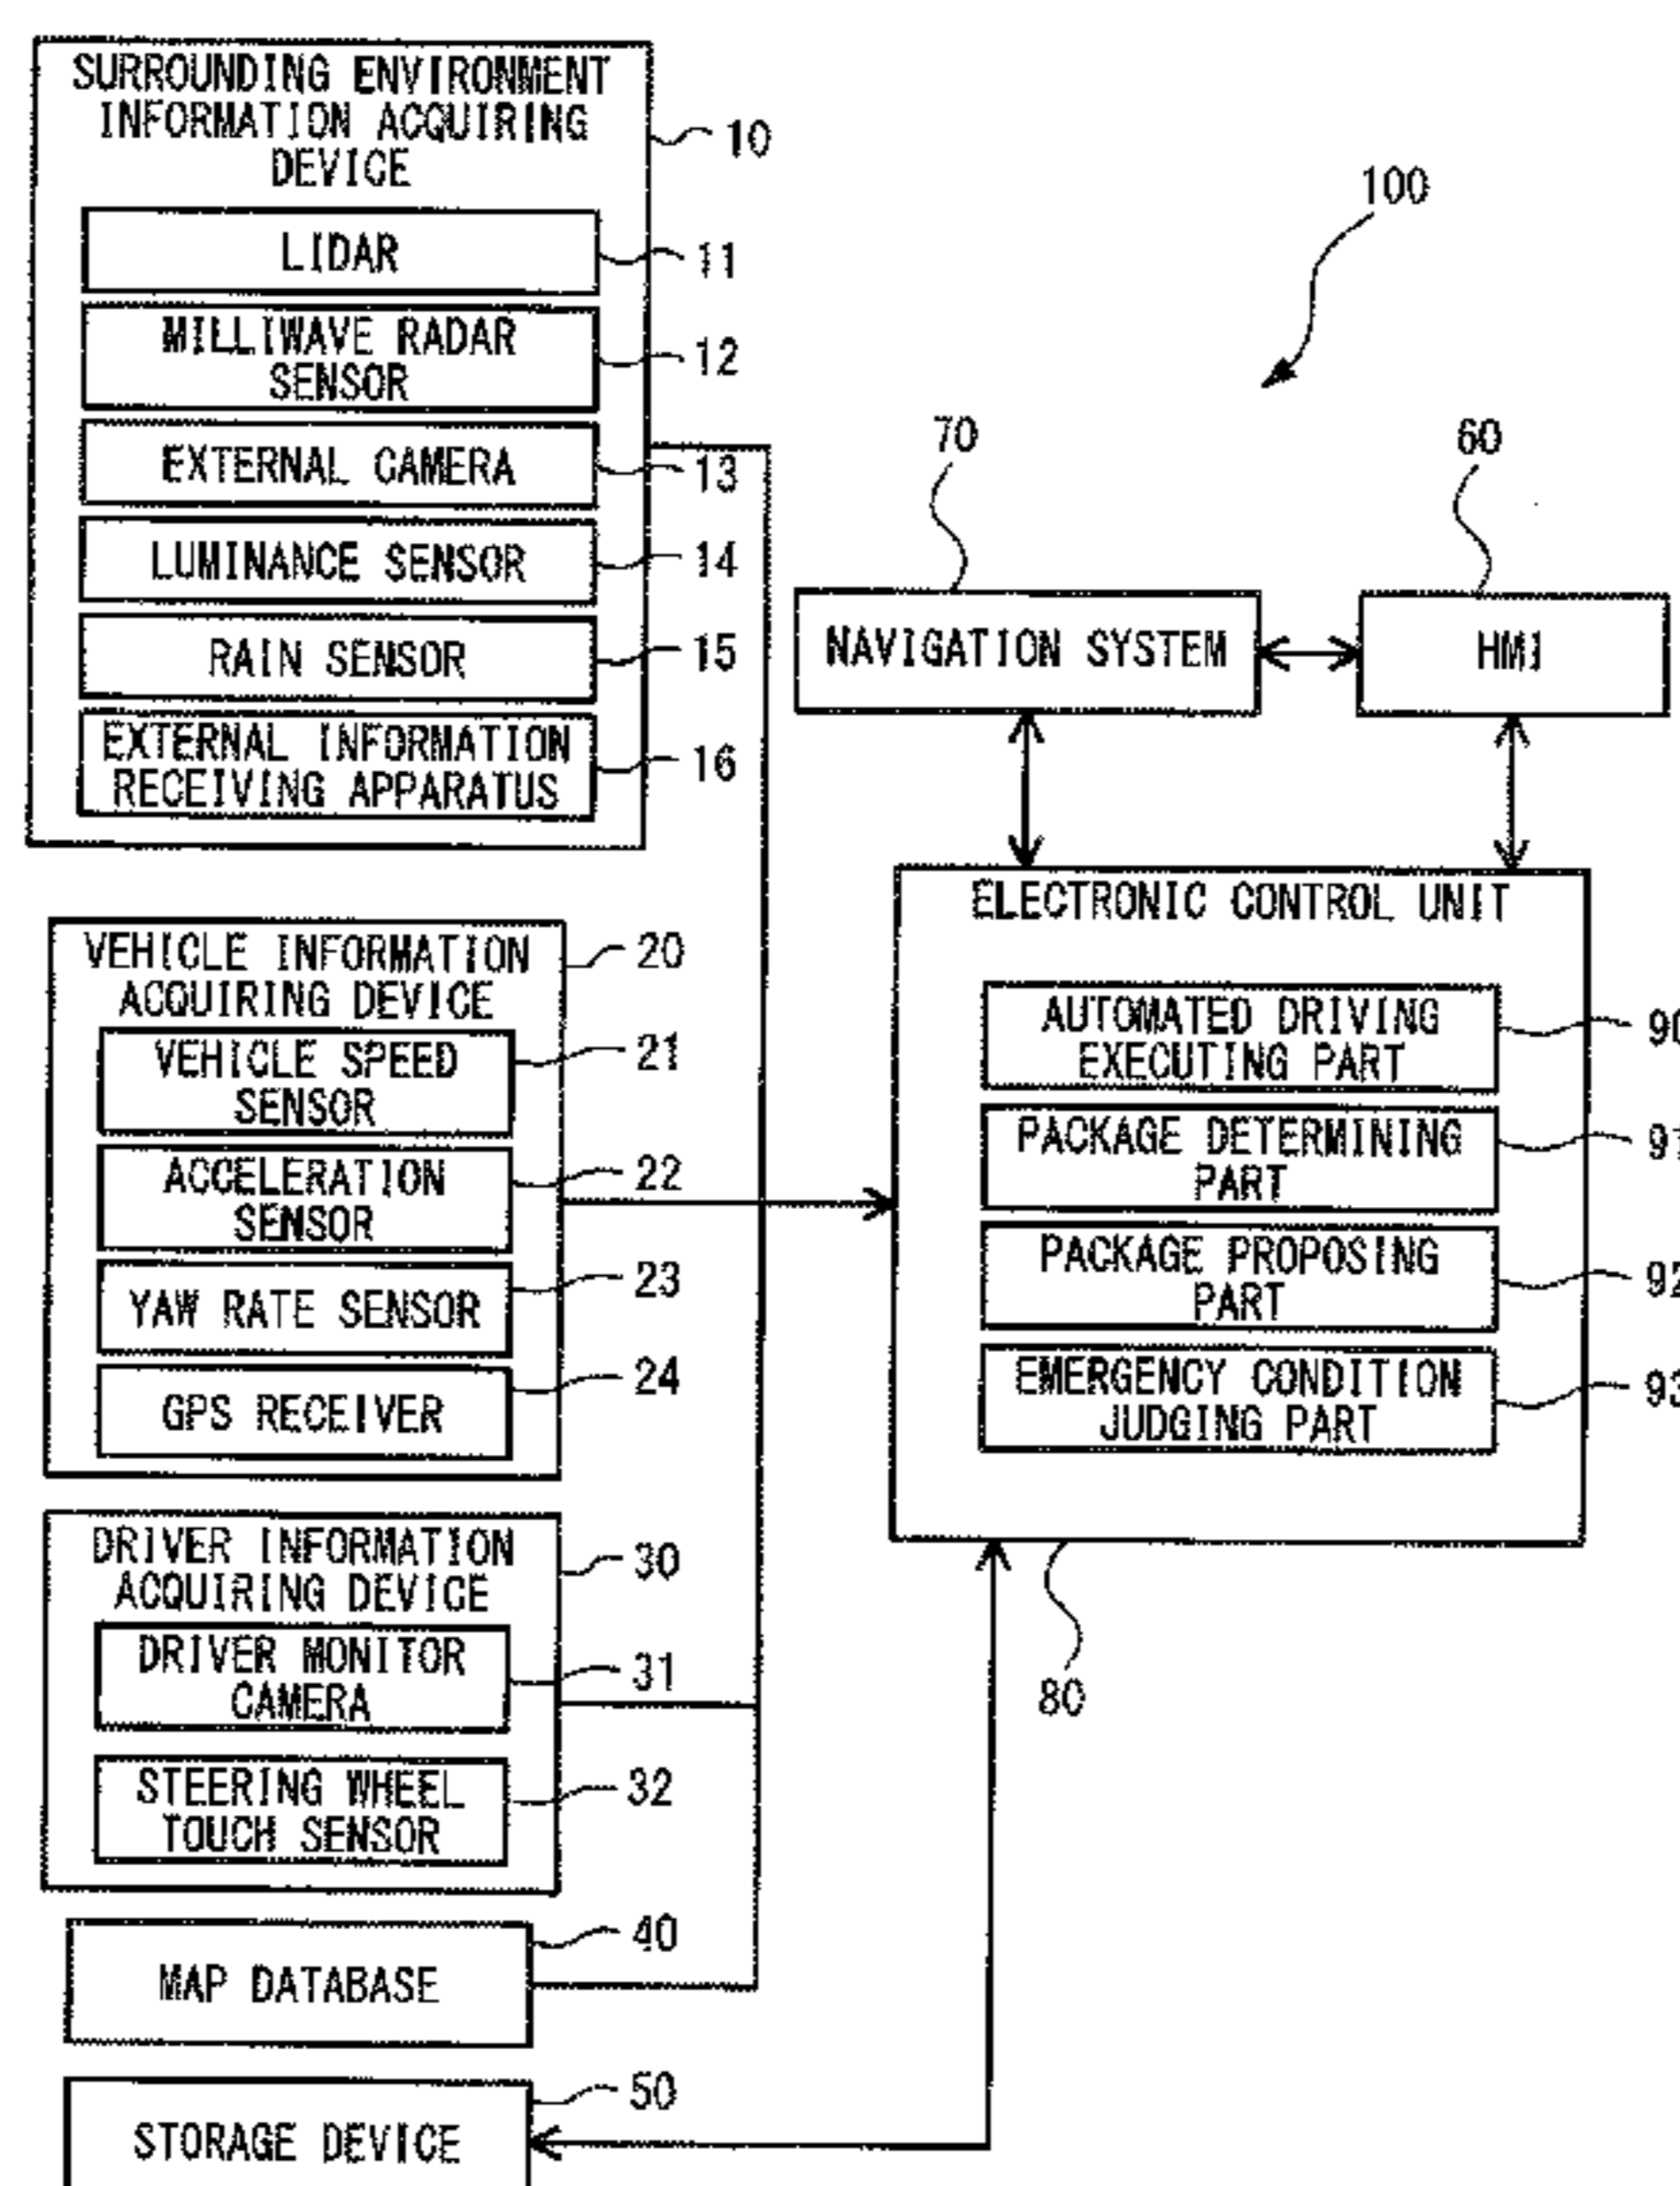 SURROUNDING ENVIRONMENT
INFORMATION ACQUIRING
DEVICE
10
LIDAR
11
MILLIWAVE RADAR
SENSOR
12
EXTERNAL CAMERA
13
LUMINANCE SENSOR
14
RAIN SENSOR
15
EXTERNAL INFORMATION
RECEIVING APPARATUS
16
VEHICLE INFORMATION
ACQUIRING DEVICE
20
VEHICLE SPEED
SENSOR
21
ACCELERATION
SENSOR
22
YAW RATE SENSOR
23
GPS RECEIVER
24
DRIVER INFORMATION
ACQUIRING DEVICE
30
DRIVER MONITOR
CAMERA
31
STEERING WHEEL
TOUCH SENSOR
32
MAP DATABASE
40
STORAGE DEVICE
50
100
70
NAVIGATION SYSTEM
60
HMI
ELECTRONIC CONTROL UNIT
AUTOMATED DRIVING
EXECUTING PART
90
PACKAGE DETERMINING
PART
91
PACKAGE PROPOSING
PART
92
EMERGENCY CONDITION
JUDGING PART
93
80